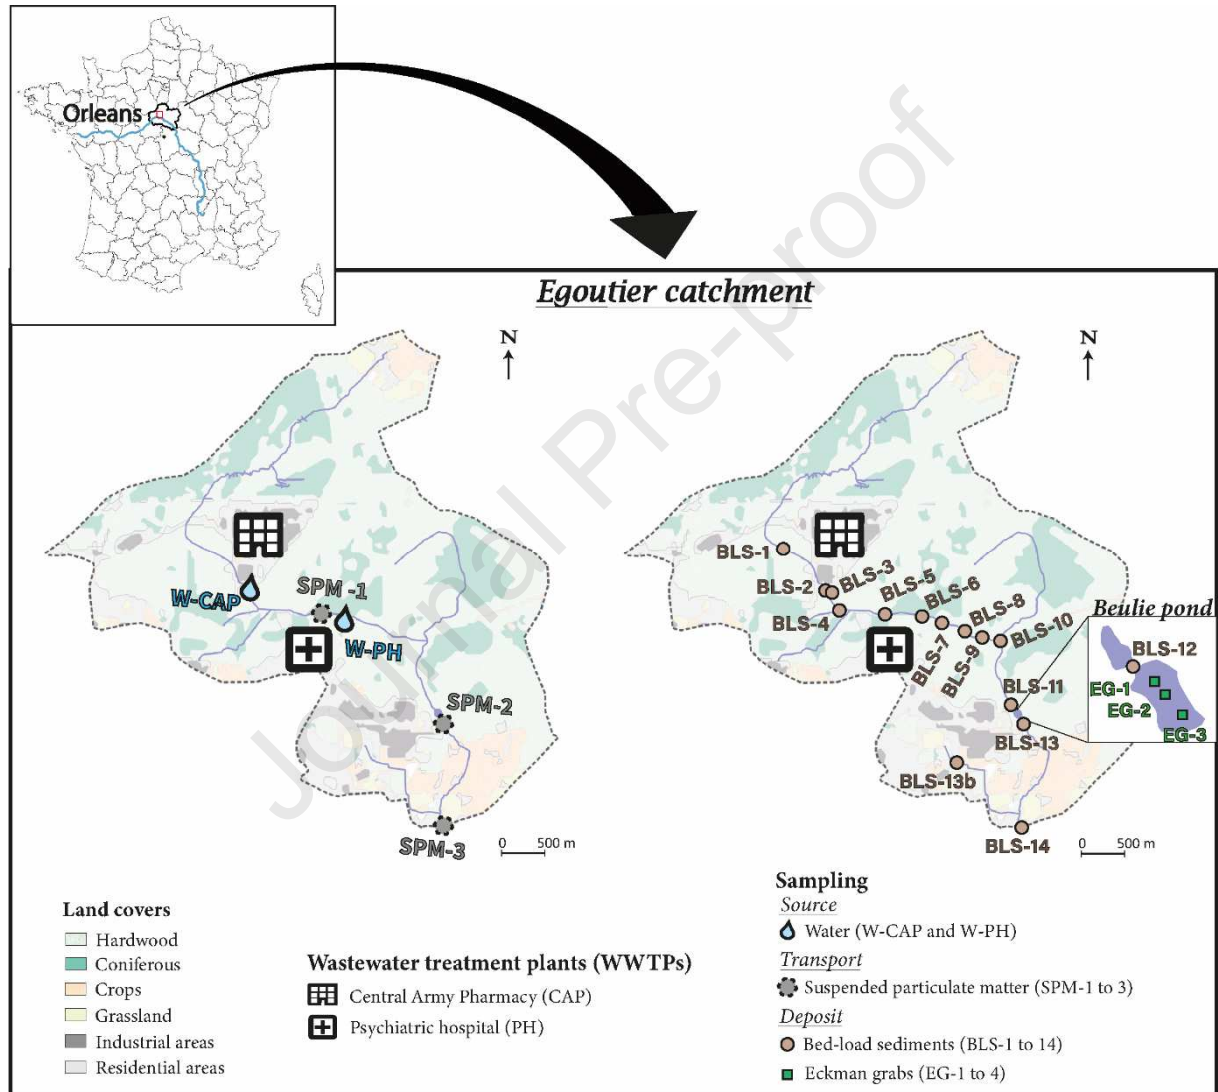 Orleans
Egoutier catchment
N
N
W-CAP
SPM -1
W-PH
SPM-2
SPM-3
0 500 m
BLS-1
BLS-2
BLS-3
BLS-4
BLS-5
BLS-6
BLS-7
BLS-8
BLS-9
BLS-10
BLS-11
BLS-13
BLS-13b
BLS-14
Beulie pond
BLS-12
EG-1
EG-2
EG-3
0 500 m
Journal Pre-proof
Land covers
Hardwood
Coniferous
Crops
Grassland
Industrial areas
Residential areas
Wastewater treatment plants (WWTPs)
Central Army Pharmacy (CAP)
Psychiatric hospital (PH)
Sampling
Source
Water (W-CAP and W-PH)
Transport
Suspended particulate matter (SPM-1 to 3)
Deposit
Bed-load sediments (BLS-1 to 14)
Eckman grabs (EG-1 to 4)